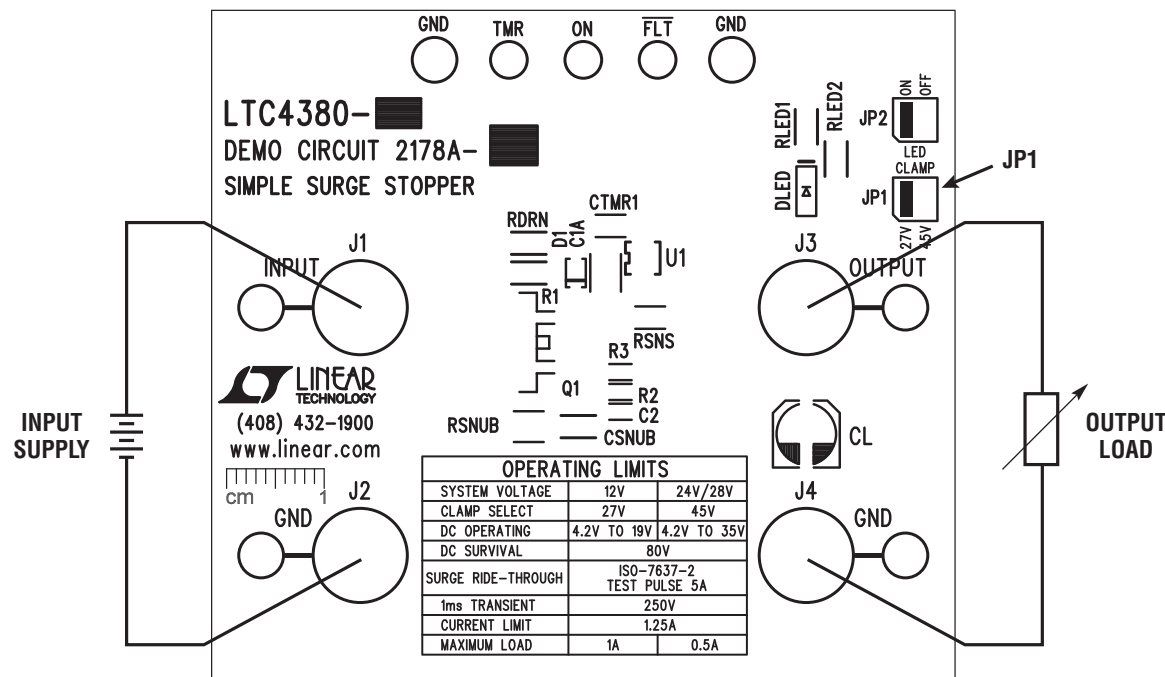 GND TMR ON FLT GND
LTC4380-
DEMO CIRCUIT 2178A-
SIMPLE SURGE STOPPER
RLED1
RLED2
DLED
ON
OFF
JP2
LED
CLAMP
JP1
27V
45V
JP1
CTMR1
RDRN
D1
C1A
U1
J1
INPUT
R1
RSNS
R3
Q1
R2
C2
RSNUB
CSNUB
J3
OUTPUT
LINEAR
TECHNOLOGY
(408) 432-1900
www.linear.com
cm 1
INPUT
SUPPLY
CL
OUTPUT
LOAD
J2
GND
J4
GND
OPERATING LIMITS
SYSTEM VOLTAGE 12V 24V/28V
CLAMP SELECT 27V 45V
DC OPERATING 4.2V TO 19V 4.2V TO 35V
DC SURVIVAL 80V
SURGE RIDE-THROUGH ISO-7637-2
TEST PULSE 5A
1ms TRANSIENT 250V
CURRENT LIMIT 1.25A
MAXIMUM LOAD 1A 0.5A